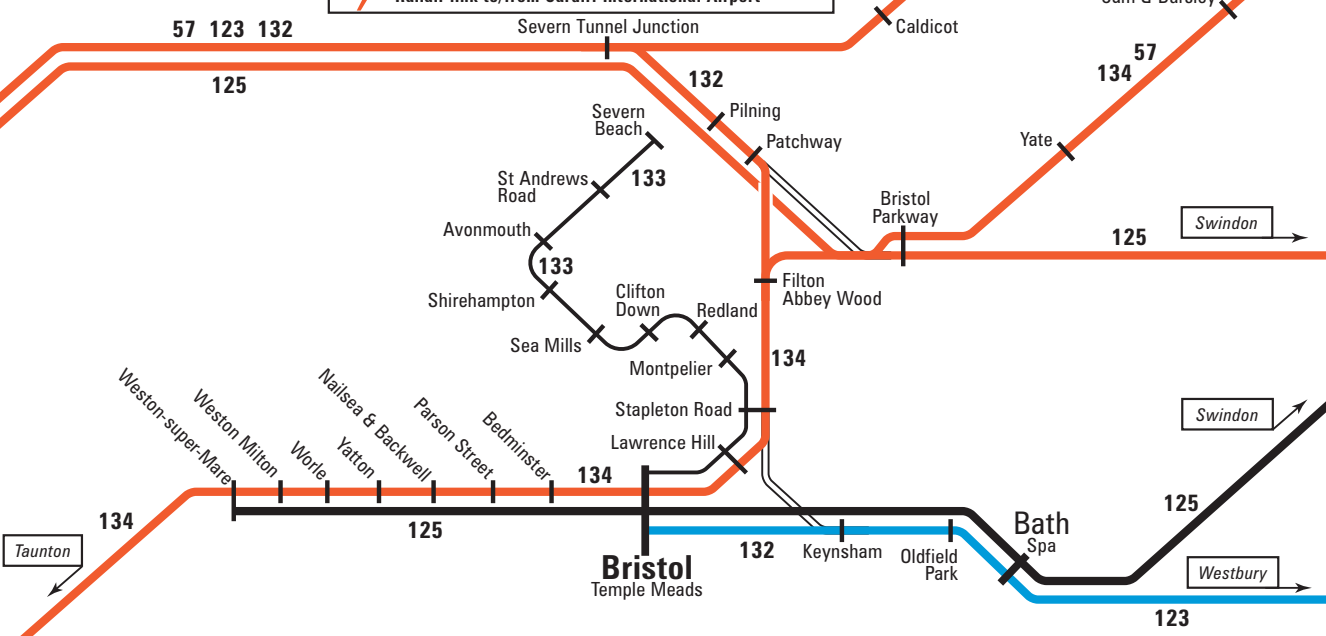 Caldicot
57 123 132
Severn Tunnel Junction
57
134
132
125
Pilning
Severn
Beach
Patchway
Yate
133
St Andrews
Road
Bristol
Parkway
Swindon
125
Avonmouth
133
Filton
Abbey Wood
Shirehampton
Clifton
Down
Redland
Sea Mills
134
Montpelier
Weston-super-Mare
Weston Milton
Worle
Yatton
Nailsea & Backwell
Parson Street
Bedminster
Stapleton Road
Swindon
Lawrence Hill
134
134
125
125
Taunton
Bath
Spa
132
Keynsham
Oldfield
Park
Bristol
Temple Meads
Westbury
123